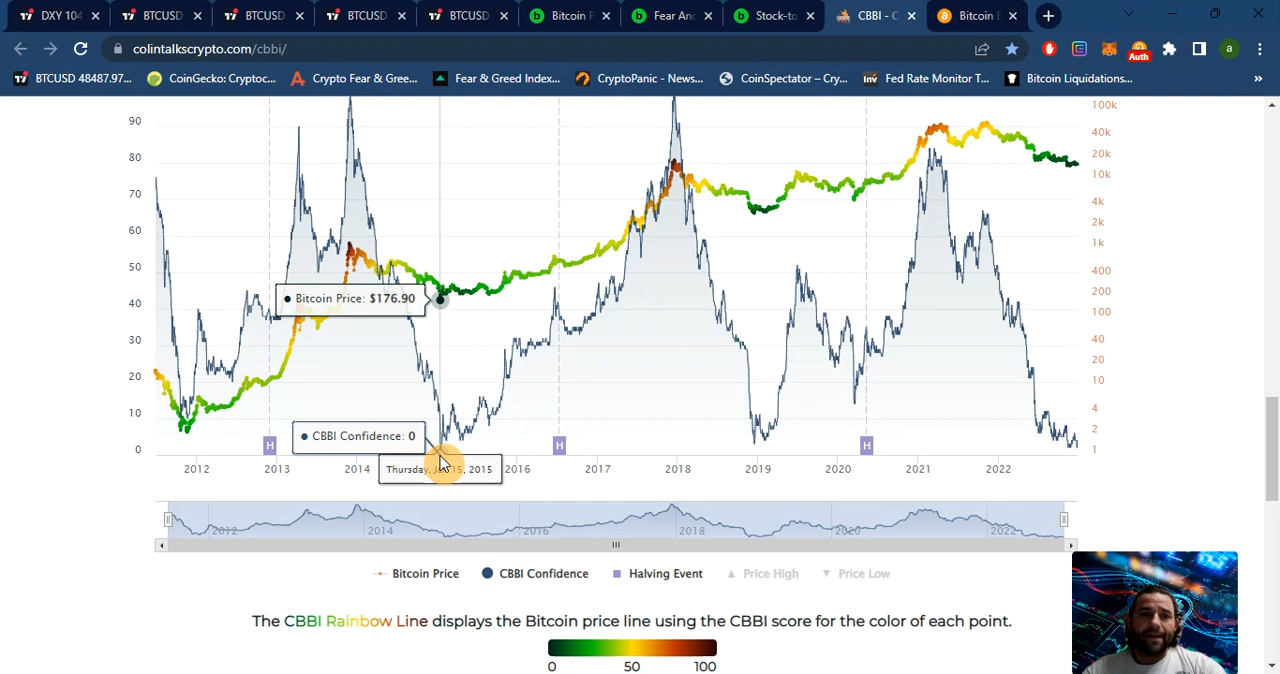 DXY 104
BTCUSD
BTCUSD
BTCUSD
BTCUSD
Bitcoin
Fear An
Stock-to
CBBI - C
Bitcoin
colintalkscrypto.com/cbbi/
Auth
a
BTCUSD 48487.97...
CoinGecko: Cryptoc...
Crypto Fear & Gree...
Fear & Greed Index...
CryptoPanic - News...
CoinSpectator – Cry...
Inv
Fed Rate Monitor T...
Bitcoin Liquidations...
»
90
80
70
60
50
40
30
20
10
0
100k
40k
20k
10k
4k
2k
1k
400
200
100
40
20
10
4
2
1
Bitcoin Price: $176.90
CBBI Confidence: 0
H
H
H
2012
2013
2014
2016
2017
2018
2019
2020
2021
2022
2012
2014
2016
2018
2020
2022
Bitcoin Price
CBBI Confidence
Halving Event
Price High
Price Low
The CBBI Rainbow Line displays the Bitcoin price line using the CBBI score for the color of each point.
0
50
100